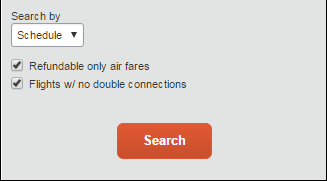 Search by
Schedule
Refundable only air fares
Flights w/ no double connections
Search